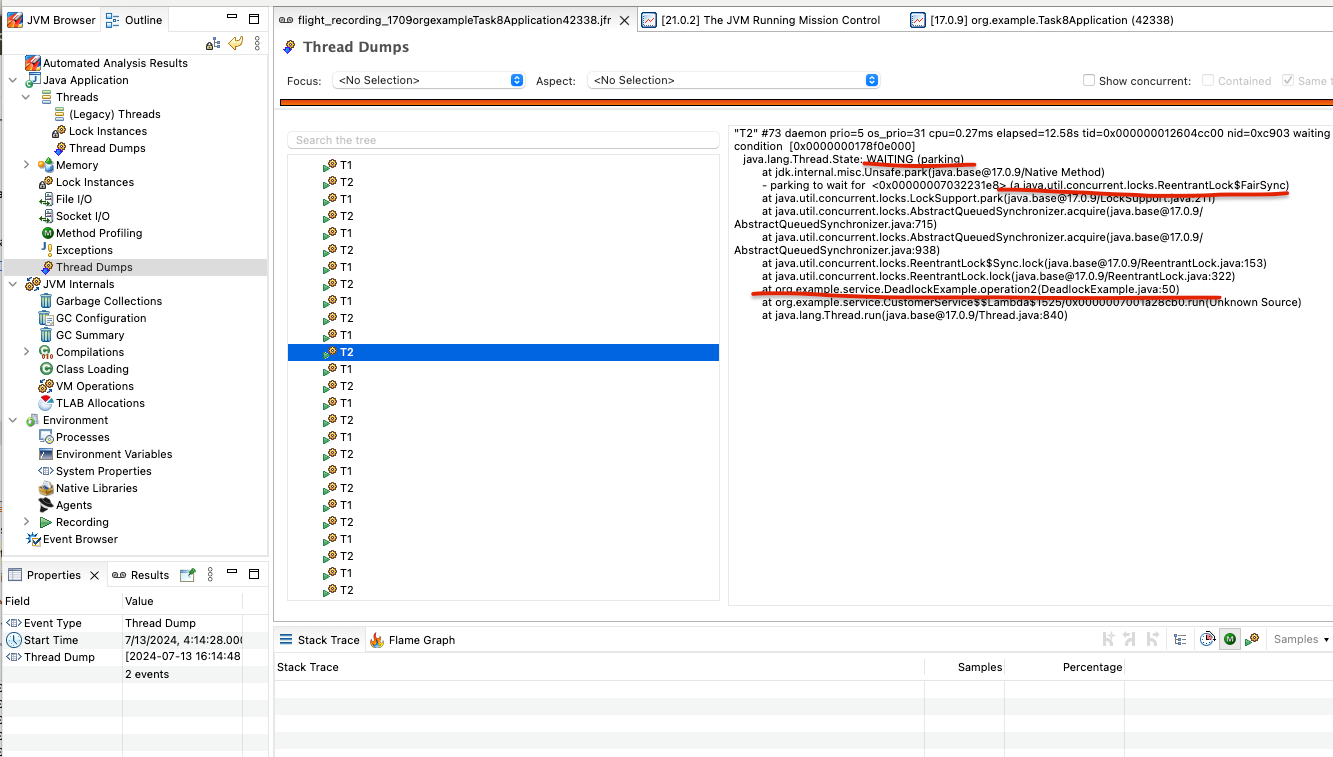 JVM Browser
Outline
Automated Analysis Results
Java Application
Threads
(Legacy) Threads
Lock Instances
Thread Dumps
Memory
Lock Instances
File I/O
Socket I/O
Method Profiling
Exceptions
Thread Dumps
JVM Internals
Garbage Collections
GC Configuration
GC Summary
Compilations
Class Loading
VM Operations
TLAB Allocations
Environment
Processes
Environment Variables
System Properties
Native Libraries
Agents
Recording
Event Browser
Properties
Results
Field Value
Event Type Thread Dump
Start Time 7/13/2024, 4:14:28.00
Thread Dump [2024-07-13 16:14:48
2 events
flight_recording_1709orgexampleTask8Application42338.jfr
[21.0.2] The JVM Running Mission Control
[17.0.9] org.example.Task8Application (42338)
Thread Dumps
Focus: <No Selection> Aspect: <No Selection> Show concurrent: Contained Same t
Search the tree
T1
T2
T1
T2
T1
T2
T1
T2
T1
T2
T1
T2
T1
T2
T1
T2
T1
T2
T1
T2
T1
T2
T1
T2
T1
T2
"T2" #73 daemon prio=5 os_prio=31 cpu=0.27ms elapsed=12.58s tid=0x000000012604cc00 nid=0xc903 waiting
condition [0x0000000178f0e000]
java.lang.Thread.State: WAITING (parking)
at jdk.internal.misc.Unsafe.park(java.base@17.0.9/Native Method)
- parking to wait for <0x00000007032231e8> (a java.util.concurrent.locks.ReentrantLock$FairSync)
at java.util.concurrent.locks.LockSupport.park(java.base@17.0.9/LockSupport.java:211)
at java.util.concurrent.locks.AbstractQueuedSynchronizer.acquire(java.base@17.0.9/
AbstractQueuedSynchronizer.java:715)
at java.util.concurrent.locks.AbstractQueuedSynchronizer.acquire(java.base@17.0.9/
AbstractQueuedSynchronizer.java:938)
at java.util.concurrent.locks.ReentrantLock$Sync.lock(java.base@17.0.9/ReentrantLock.java:153)
at java.util.concurrent.locks.ReentrantLock.lock(java.base@17.0.9/ReentrantLock.java:322)
at org.example.service.DeadlockExample.operation2(DeadlockExample.java:50)
at org.example.service.CustomerService$$Lambda$1525/0x0000007001a28cb0.run(Unknown Source)
at java.lang.Thread.run(java.base@17.0.9/Thread.java:840)
Stack Trace
Flame Graph
Samples
Stack Trace Samples Percentage